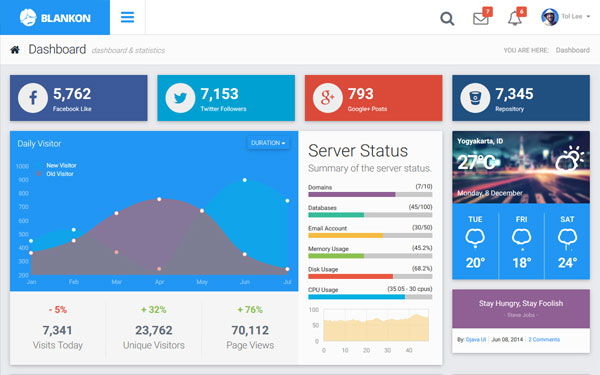 BLANKON
7
6
Tol Lee
Dashboard dashboard & statistics
YOU ARE HERE: Dashboard
5,762
Facebook Like
7,153
Twitter Followers
793
Google+ Posts
7,345
Repository
Daily Visitor
DURATION
New Visitor
Old Visitor
1000
900
800
700
600
500
400
300
200
Jan Feb Mar Apr May Jun Jul
- 5%
7,341
Visits Today
+ 32%
23,762
Unique Visitors
+ 76%
70,112
Page Views
Server Status
Summary of the server status.
Domains (7/10)
Databases (45/100)
Email Account (30/50)
Memory Usage (45.2%)
Disk Usage (68.2%)
CPU Usage (35.05 - 30 cpus)
100
50
0
0 10 20 30 40
Yogyakarta, ID
27°C
Monday, 8 December
TUE FRI SAT
20° 18° 24°
Stay Hungry, Stay Foolish
- Steve Jobs -
By: Djava UI | Jun 08, 2014 | 2 Comments